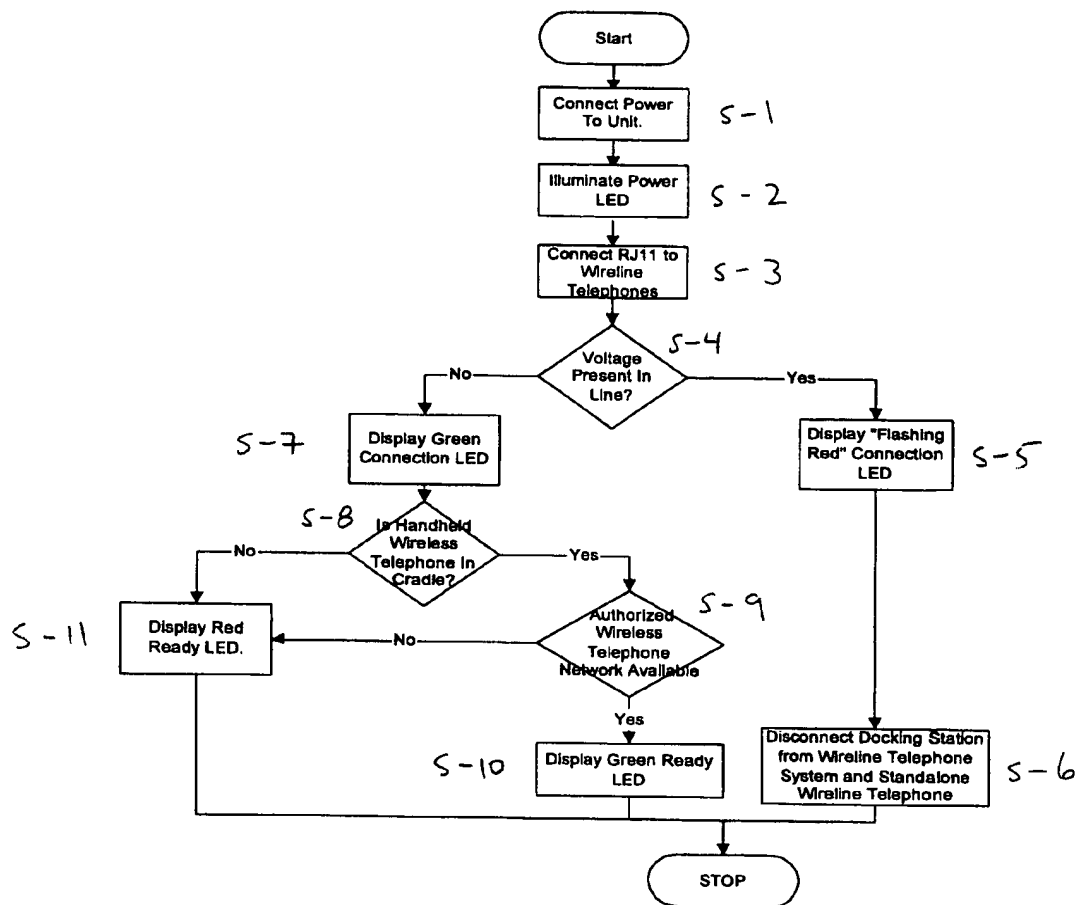 Start
Connect Power
To Unit.
S-1
Illuminate Power
LED
S-2
Connect RJ11 to
Wireline
Telephones
S-3
Voltage
Present In
Line?
S-4
No
Yes
Display Green
Connection LED
S-7
Display "Flashing
Red" Connection
LED
S-5
Is Handheld
Wireless
Telephone In
Cradle?
S-8
No
Yes
Authorized
Wireless
Telephone
Network Available
S-9
No
Yes
Display Red
Ready LED.
S-11
Display Green Ready
LED
S-10
Disconnect Docking Station
from Wireline Telephone
System and Standalone
Wireline Telephone
S-6
STOP